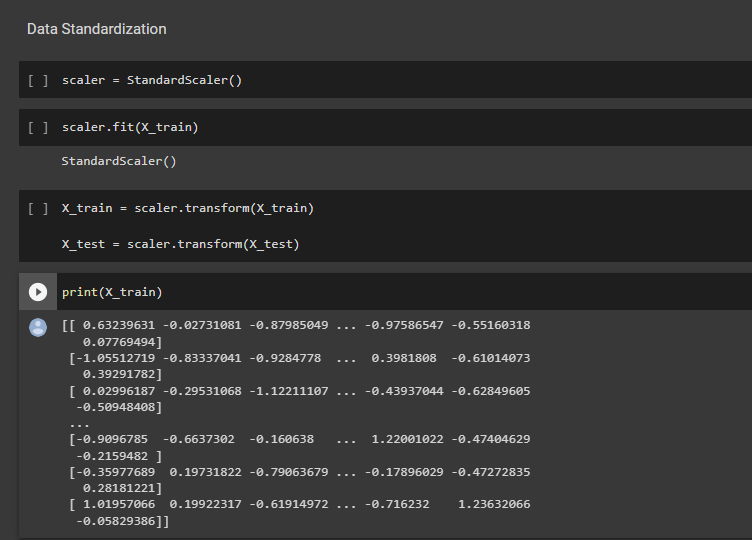 Data Standardization
[ ] scaler = StandardScaler()
[ ] scaler.fit(X_train)
StandardScaler()
[ ] X_train = scaler.transform(X_train)
X_test = scaler.transform(X_test)
print(X_train)
[[ 0.63239631 -0.02731081 -0.87985049 ... -0.97586547 -0.55160318
0.07769494]
[-1.05512719 -0.83337041 -0.9284778  ...  0.3981808  -0.61014073
0.39291782]
[ 0.02996187 -0.29531068 -1.12211107 ... -0.43937044 -0.62849605
-0.50948408]
...
[-0.9096785  -0.6637302  -0.160638   ...  1.22001022 -0.47404629
-0.2159482 ]
[-0.35977689  0.19731822 -0.79063679 ... -0.17896029 -0.47272835
0.28181221]
[ 1.01957066  0.19922317 -0.61914972 ... -0.716232    1.23632066
-0.05829386]]